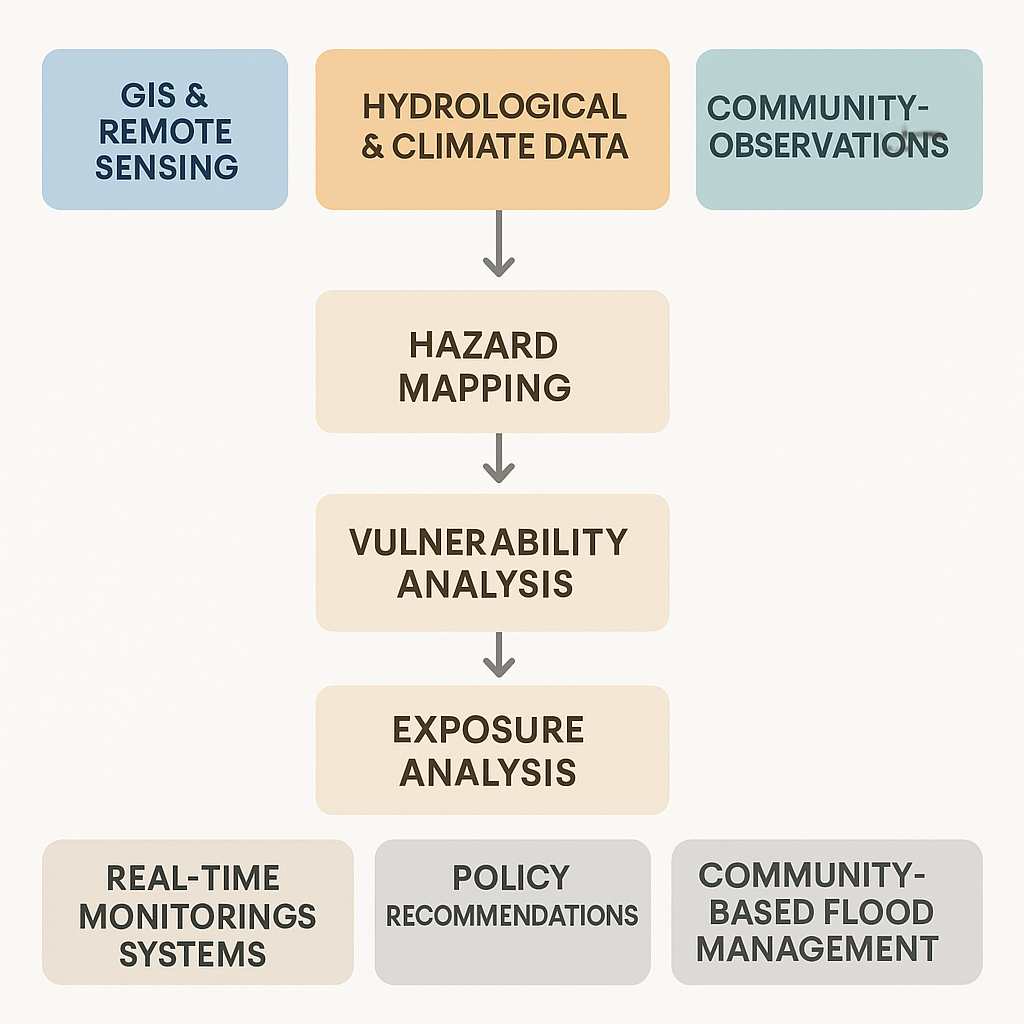 GIS &
REMOTE
SENSING
HYDROLOGICAL
& CLIMATE DATA
COMMUNITY-
OBSERVATIONS
HAZARD
MAPPING
VULNERABILITY
ANALYSIS
EXPOSURE
ANALYSIS
REAL-TIME
MONITORINGS
SYSTEMS
POLICY
RECOMMENDATIONS
COMMUNITY-
BASED FLOOD
MANAGEMENT